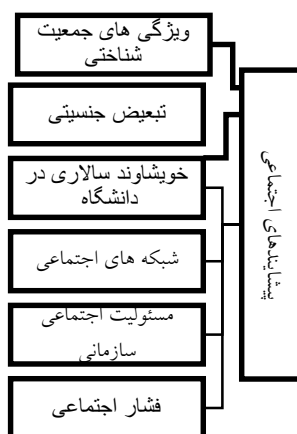 ویژگی های جمعیت
شناختی
تبعیض جنسیتی
خویشاوند سالاری در
دانشگاه
شبکه های اجتماعی
مسئولیت اجتماعی
سازمانی
فشار اجتماعی
پیشایندهای اجتماعی